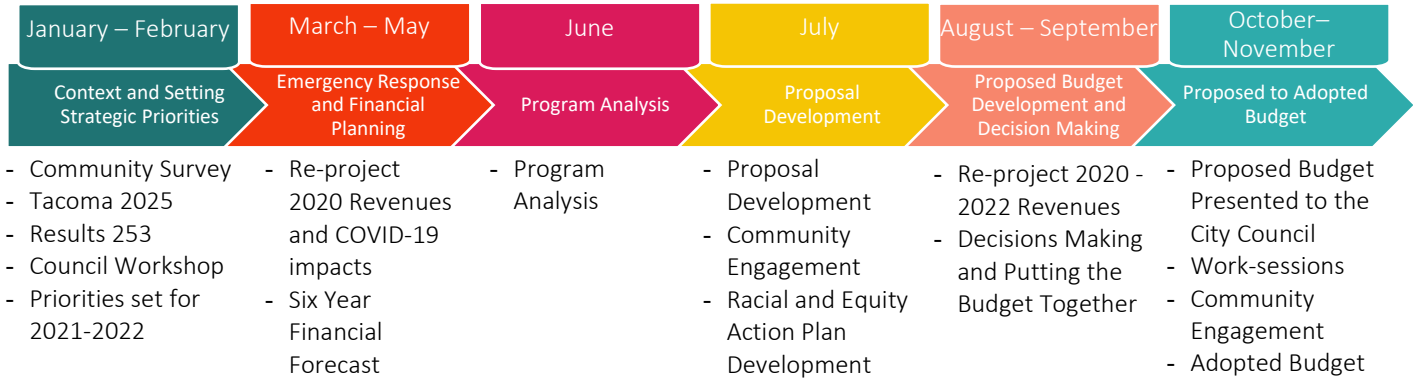 January – February
Context and Setting
Strategic Priorities
- Community Survey
- Tacoma 2025
- Results 253
- Council Workshop
- Priorities set for
2021-2022
March – May
Emergency Response
and Financial
Planning
- Re-project
2020 Revenues
and COVID-19
impacts
- Six Year
Financial
Forecast
June
Program Analysis
- Program
Analysis
July
Proposal
Development
- Proposal
Development
- Community
Engagement
- Racial and Equity
Action Plan
Development
August – September
Proposed Budget
Development and
Decision Making
- Re-project 2020 -
2022 Revenues
- Decisions Making
and Putting the
Budget Together
October–
November
Proposed to Adopted
Budget
- Proposed Budget
Presented to the
City Council
- Work-sessions
- Community
Engagement
- Adopted Budget